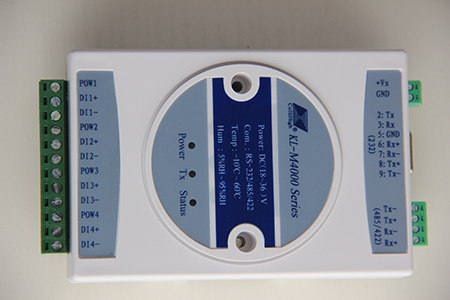 POW1
DI1+
DI1-
POW2
DI2+
DI2-
POW3
DI3+
DI3-
POW4
DI4+
DI4-
KL-M4000 Series
Power: DC(18~36)V
Com.: RS-232/485/422
Temp: -10℃~60℃
Hum: 5%RH~95%RH
Power Tx Status
+Vs
GND
2: Tx
3: Rx
5: GND
(232)
6: Rx+
7: Rx-
8: Tx+
9: Tx-
Tx-
Tx+
(485/422)
Rx-
Rx+